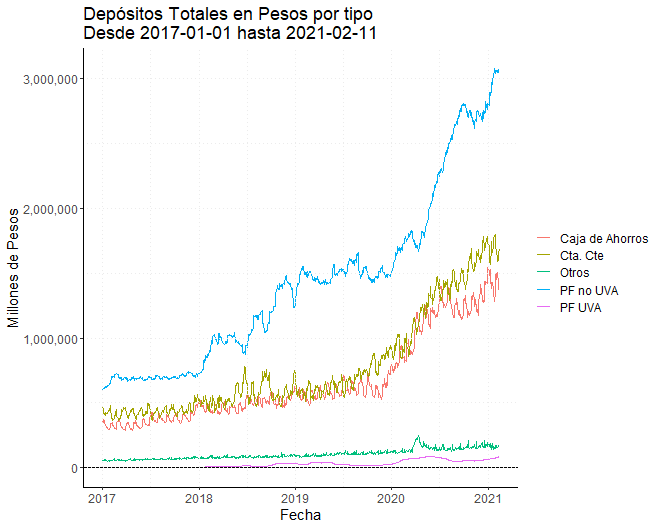 Depósitos Totales en Pesos por tipo
Desde 2017-01-01 hasta 2021-02-11
Millones de Pesos
3,000,000
2,000,000
1,000,000
0
2017 2018 2019 2020 2021
Fecha
Caja de Ahorros
Cta. Cte
Otros
PF no UVA
PF UVA